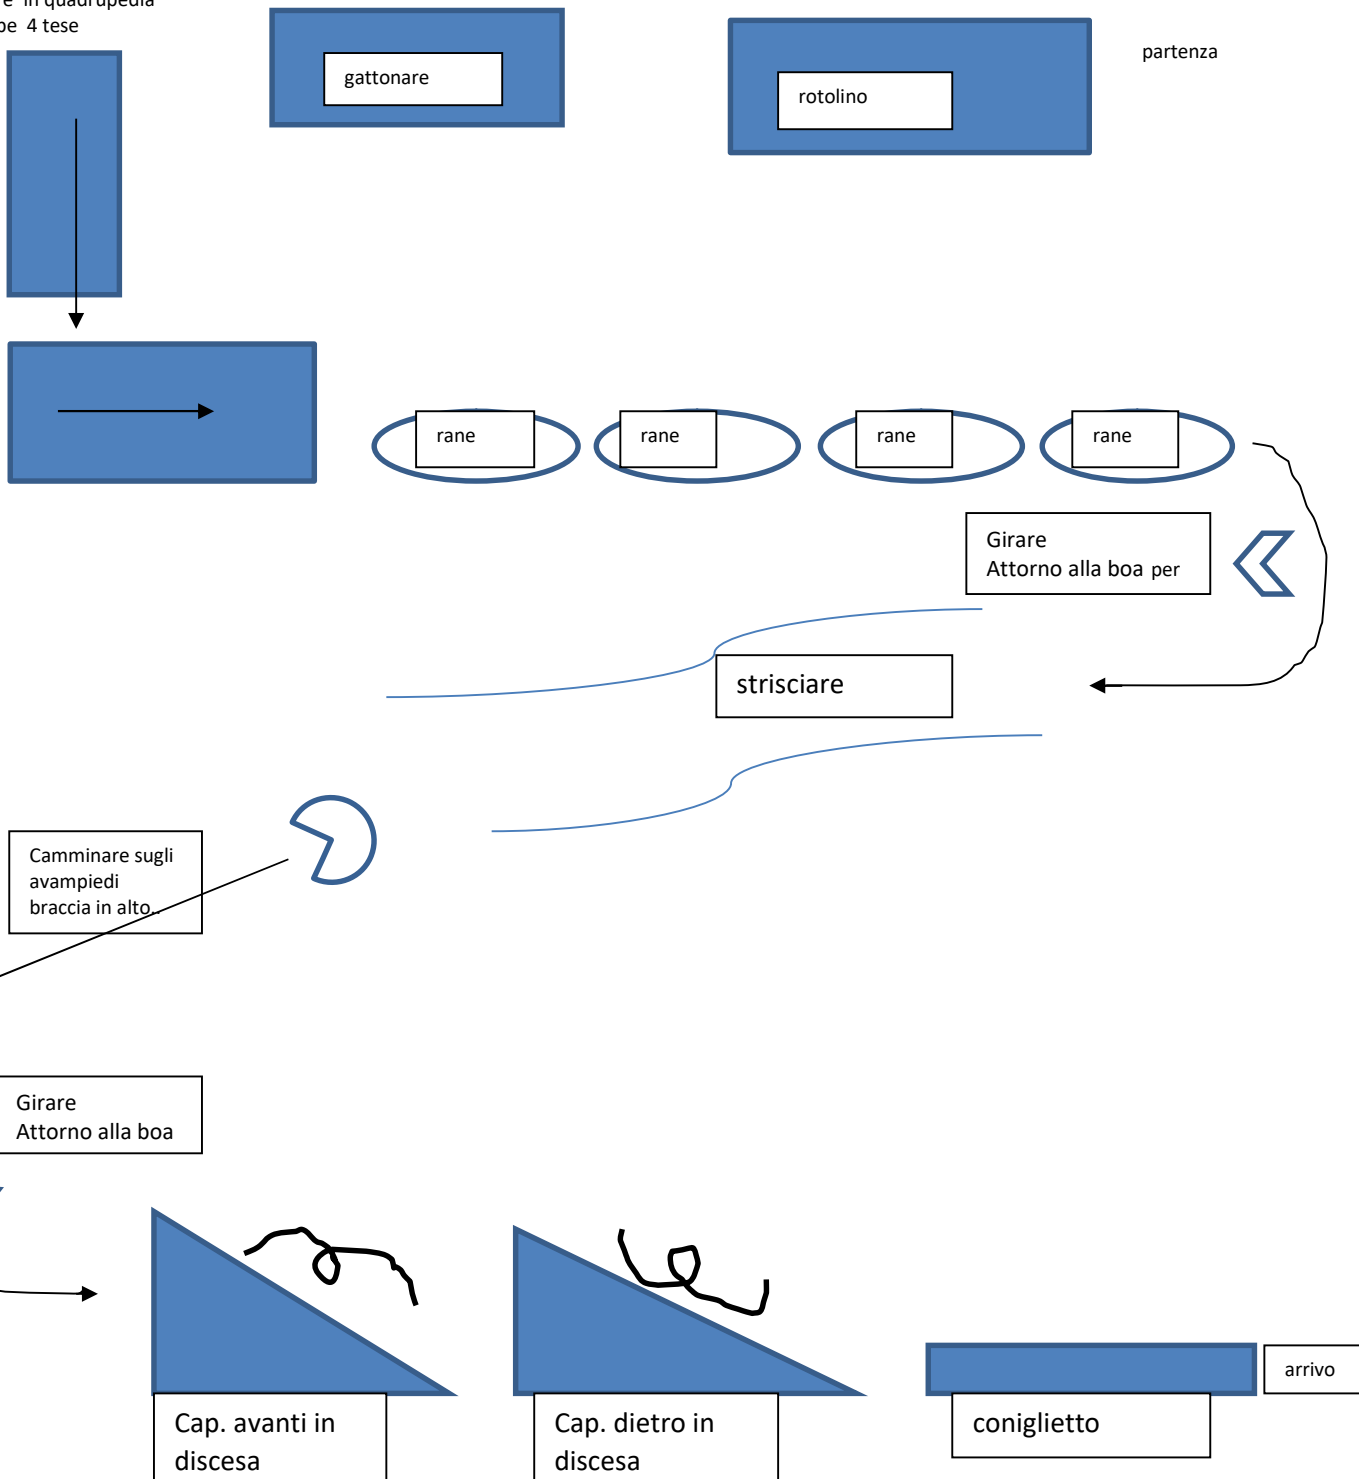 in quadrupedia
4 tese
gattonare
rotolino
partenza
rane
rane
rane
rane
Girare
Attorno alla boa per
strisciare
Camminare sugli
avampiedi
braccia in alto..
Girare
Attorno alla boa
Cap. avanti in
discesa
Cap. dietro in
discesa
coniglietto
arrivo